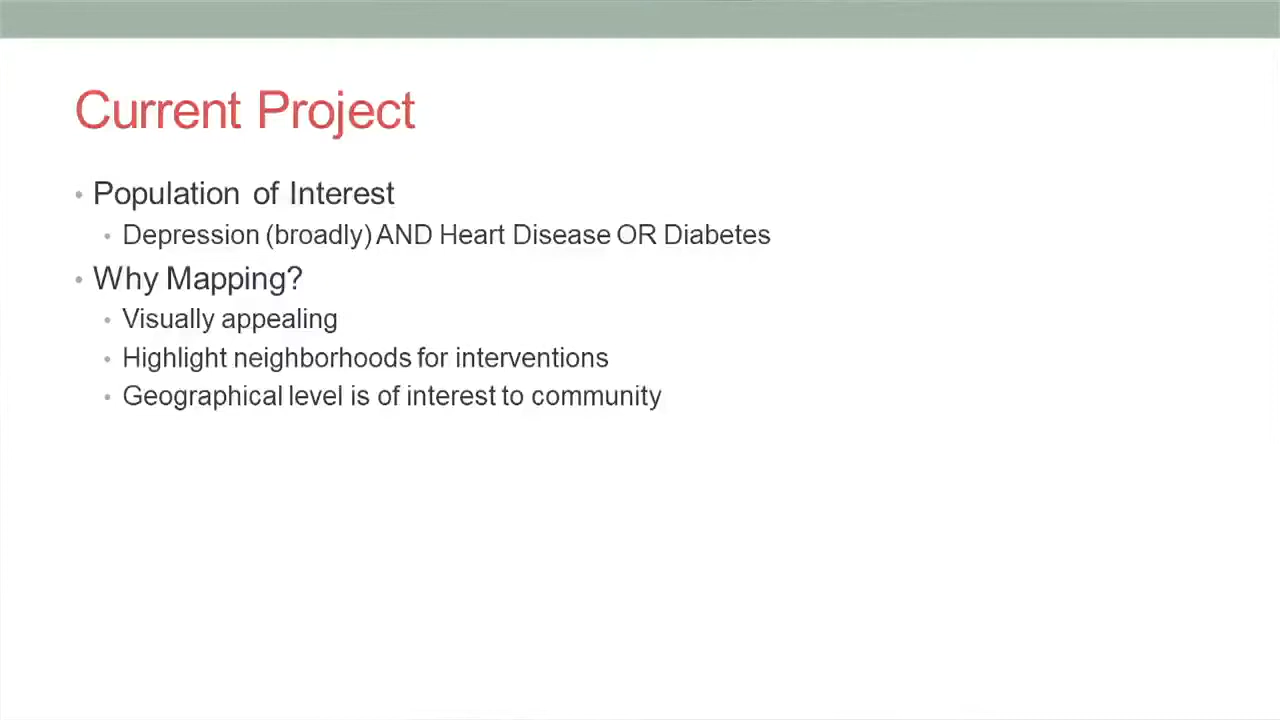 Current Project
• Population of Interest
• Depression (broadly) AND Heart Disease OR Diabetes
• Why Mapping?
• Visually appealing
• Highlight neighborhoods for interventions
• Geographical level is of interest to community